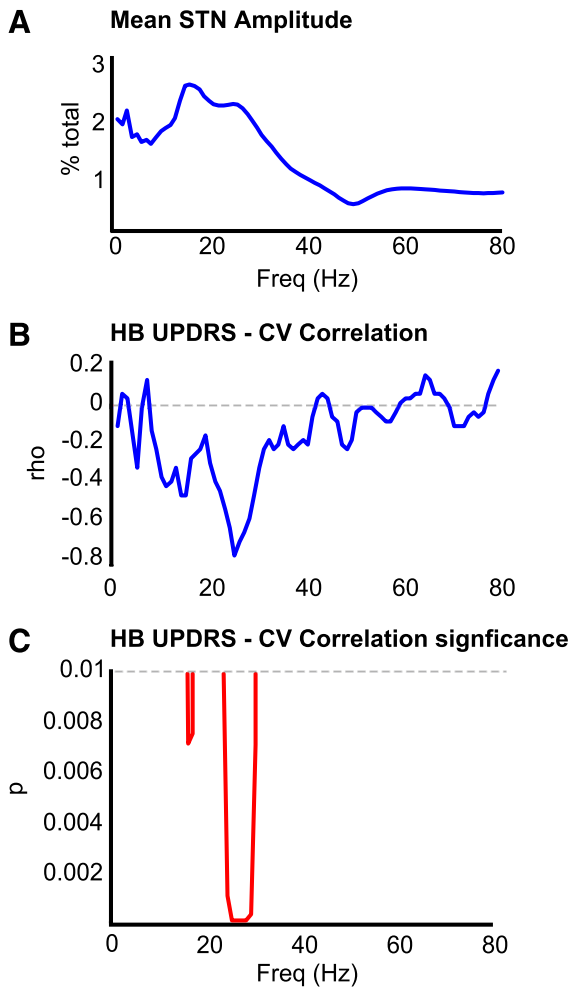 A
Mean STN Amplitude
3
2
1
% total
0 20 40 60 80
Freq (Hz)
B
HB UPDRS - CV Correlation
0.2
0
-0.2
-0.4
-0.6
-0.8
rho
0 20 40 60 80
C
HB UPDRS - CV Correlation signficance
0.01
0.008
0.006
0.004
0.002
p
0 20 40 60 80
Freq (Hz)